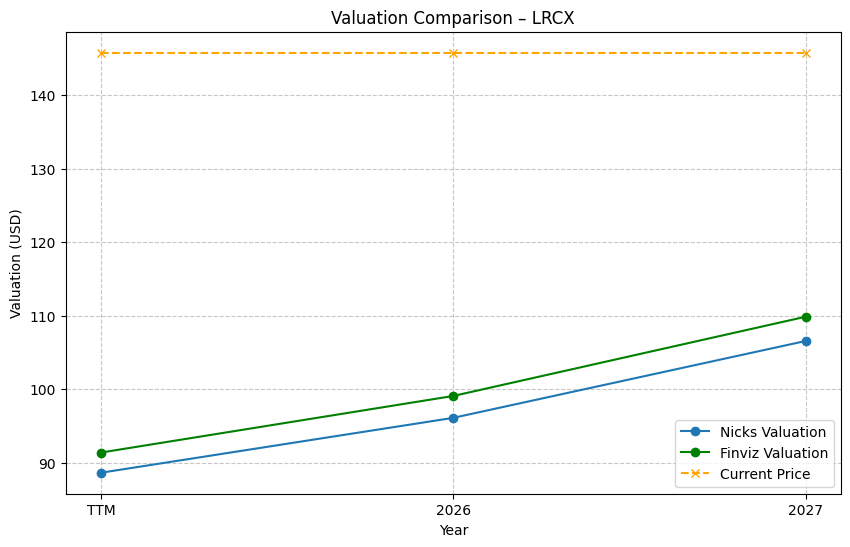 Valuation Comparison – LRCX
Valuation (USD)
140
130
120
110
100
90
TTM
2026
2027
Year
Nicks Valuation
Finviz Valuation
Current Price